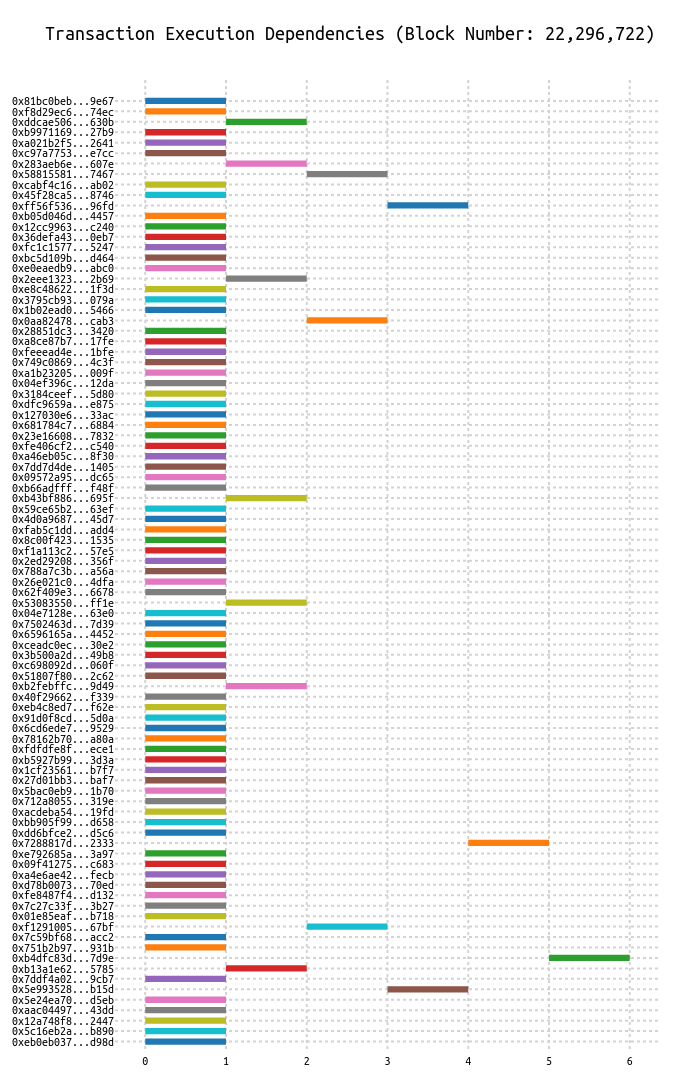 Transaction Execution Dependencies (Block Number: 22,296,722)
0x81bc0beb...9e67
0xf8d29ec6...74ec
0xddcae506...630b
0xb9971169...27b9
0xa021b2f5...2641
0xc97a7753...e7cc
0x283aeb6e...607e
0x58815581...7467
0xcabf4c16...ab02
0x45f28ca5...8746
0xff56f536...96fd
0xb05d046d...4457
0x12cc9963...c240
0x36defa43...0eb7
0xfc1c1577...5247
0xbc5d109b...d464
0xe0eaedb9...abc0
0x2eee1323...2b69
0xe8c48622...1f3d
0x3795cb93...079a
0x1b02ead0...5466
0x0aa82478...cab3
0x28851dc3...3420
0xa8ce87b7...17fe
0xfeeead4e...1bfe
0x749c0869...4c3f
0xa1b23205...009f
0x04ef396c...12da
0x3184ceef...5d80
0xdfc9659a...e875
0x127030e6...33ac
0x681784c7...6884
0x23e16608...7832
0xfe406cf2...c540
0xa46eb05c...8f30
0x7dd7d4de...1405
0x09572a95...dc65
0xb66adfff...f48f
0xb43bf886...695f
0x59ce65b2...63ef
0x4d0a9687...45d7
0xfab5c1dd...add4
0x8c00f423...1535
0xf1a113c2...57e5
0x2ed29208...356f
0x788a7c3b...a56a
0x26e021c0...4dfa
0x62f409e3...6678
0x53083550...ff1e
0x04e7128e...63e0
0x7502463d...7d39
0x6596165a...4452
0xceadc0ec...30e2
0x3b500a2d...49b8
0xc698092d...060f
0x51807f80...2c62
0xb2febffc...9d49
0x40f29662...f339
0xeb4c8ed7...f62e
0x91d0f8cd...5d0a
0x6cd6ede7...9529
0x78162b70...a80a
0xfdfdfe8f...ece1
0xb5927b99...3d3a
0x1cf23561...b7f7
0x27d01bb3...baf7
0x5bac0eb9...1b70
0x712a8055...319e
0xacdeba54...19fd
0xbb905f99...d658
0xdd6bfce2...d5c6
0x7288817d...2333
0xe792685a...3a97
0x09f41275...c683
0xa4e6ae42...fecb
0xd78b0073...70ed
0xfe8487f4...d132
0x7c27c33f...3b27
0x01e85eaf...b718
0xf1291005...67bf
0x7c59bf68...acc2
0x751b2b97...931b
0xb4dfc83d...7d9e
0xb13a1e62...5785
0x7ddf4a02...9cb7
0x5e993528...b15d
0x5e24ea70...d5eb
0xaac04497...43dd
0x12a748f8...2447
0x5c16eb2a...b890
0xeb0eb037...d98d
0 1 2 3 4 5 6